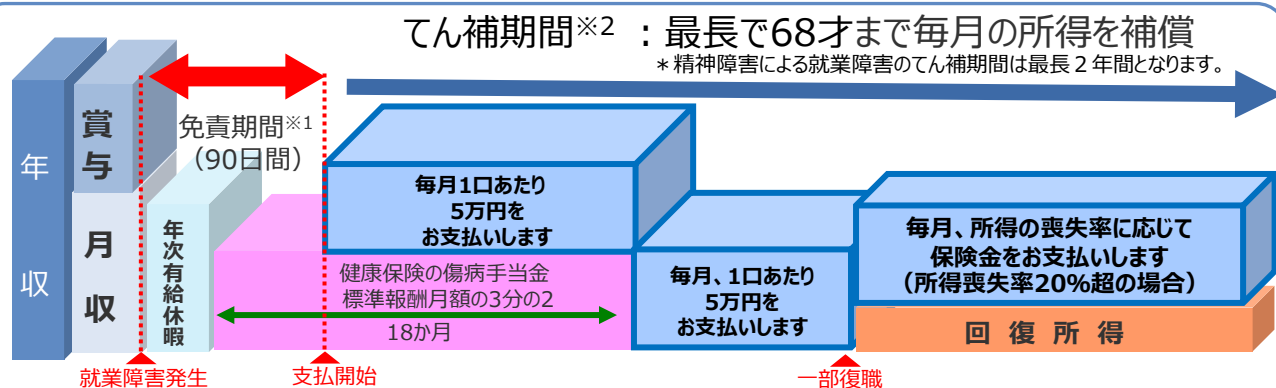 てん補期間※2 ：最長で68才まで毎月の所得を補償
＊精神障害による就業障害のてん補期間は最長２年間となります。
年収
賞与
月収
免責期間※1
（90日間）
年次有給休暇
毎月1口あたり
5万円を
お支払いします
健康保険の傷病手当金
標準報酬月額の3分の2
18か月
毎月、1口あたり
5万円を
お支払いします
毎月、所得の喪失率に応じて
保険金をお支払いします
（所得喪失率20%超の場合）
回復所得
就業障害発生
支払開始
一部復職